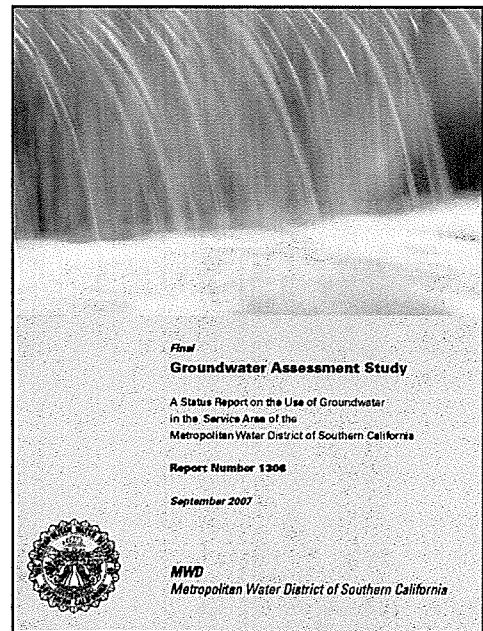 Final
Groundwater Assessment Study
A Status Report on the Use of Groundwater
in the Service Area of the
Metropolitan Water District of Southern California
Report Number 1308
September 2007
MWD
Metropolitan Water District of Southern California